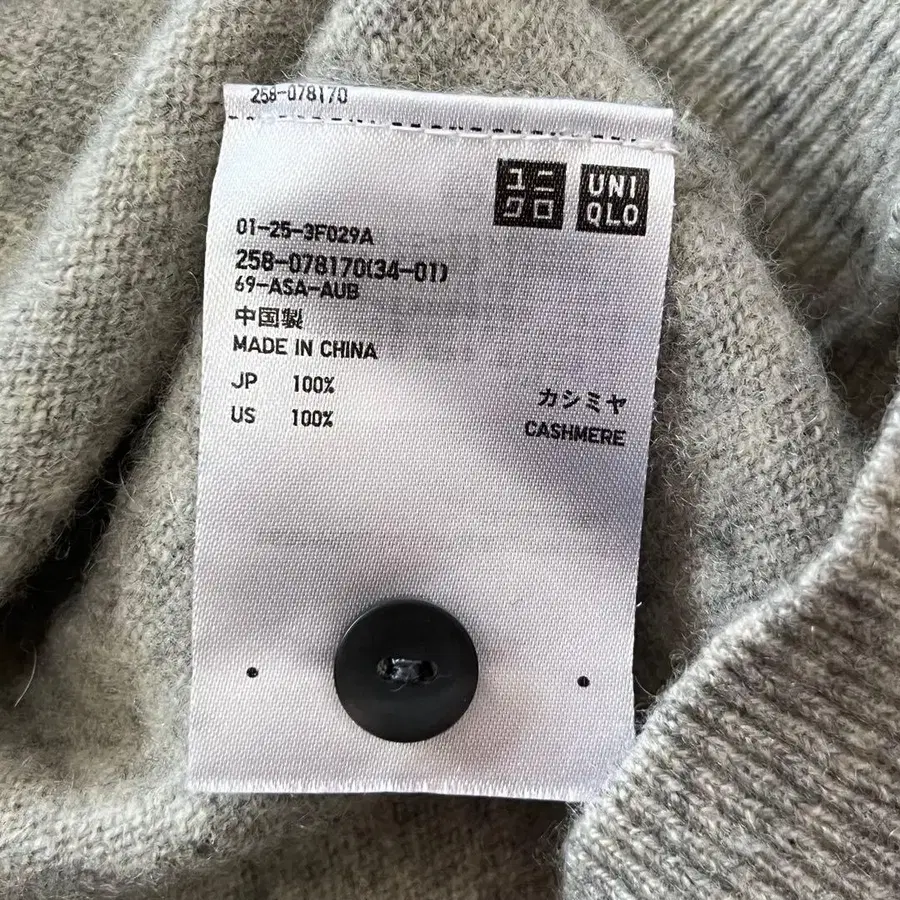 258-078170
ユニ
クロ
UNI
QLO
01-25-3F029A
258-078170(34-01)
69-ASA-AUB
中国製
MADE IN CHINA
JP 100% カシミヤ
US 100% CASHMERE